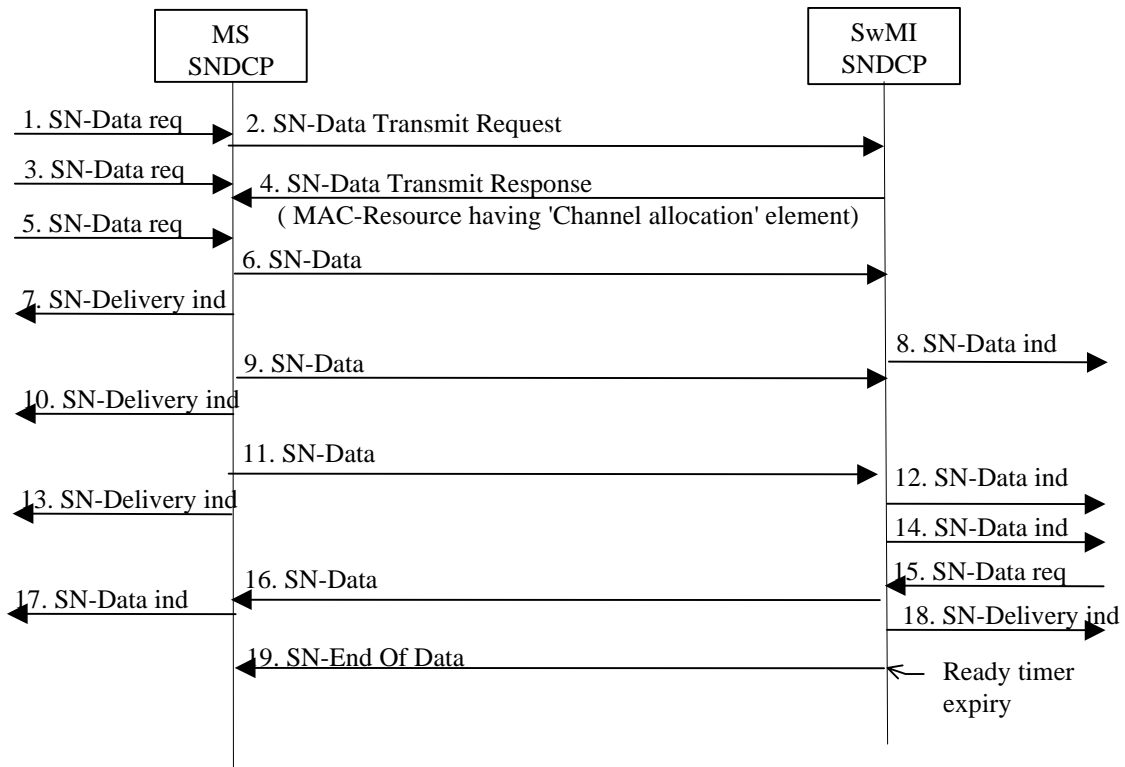 MS
SNDCP
SwMI
SNDCP
1. SN-Data req
2. SN-Data Transmit Request
3. SN-Data req
4. SN-Data Transmit Response
( MAC-Resource having 'Channel allocation' element)
5. SN-Data req
6. SN-Data
7. SN-Delivery ind
8. SN-Data ind
9. SN-Data
10. SN-Delivery ind
11. SN-Data
12. SN-Data ind
13. SN-Delivery ind
14. SN-Data ind
15. SN-Data req
16. SN-Data
17. SN-Data ind
18. SN-Delivery ind
19. SN-End Of Data
Ready timer
expiry